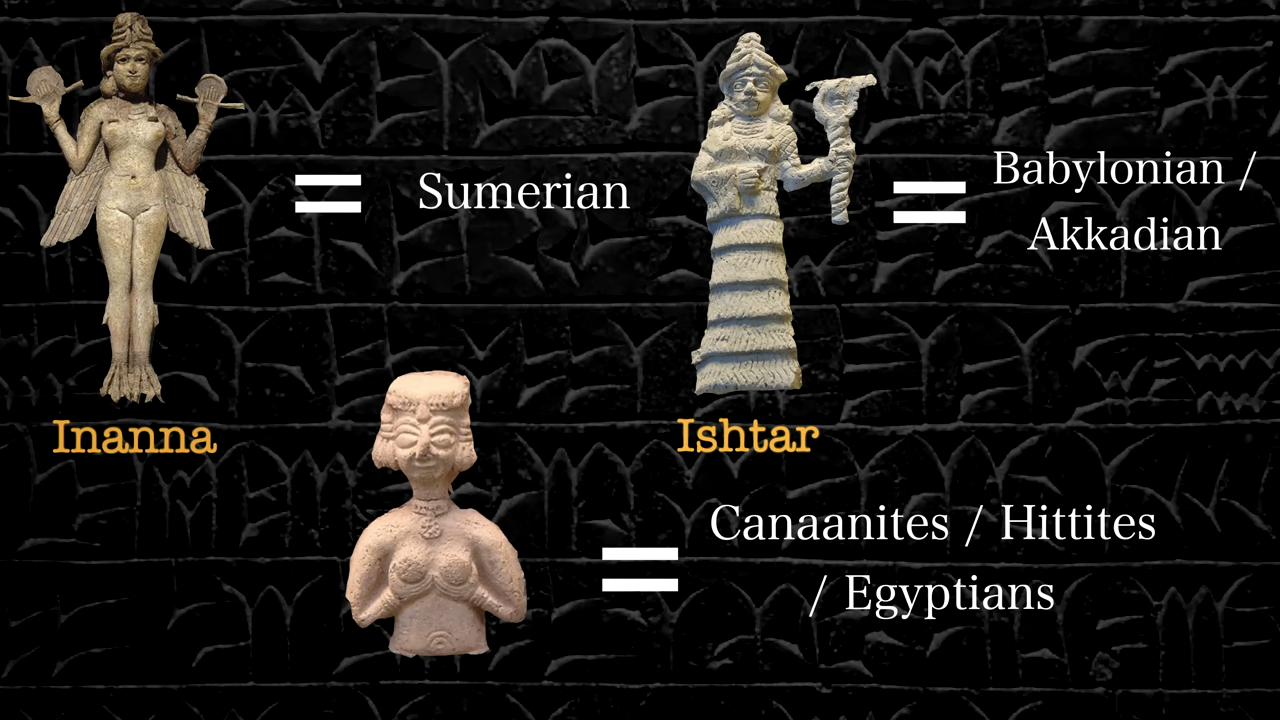 Inanna
=
Sumerian
Ishtar
=
Babylonian /
Akkadian
=
Canaanites / Hittites
/ Egyptians